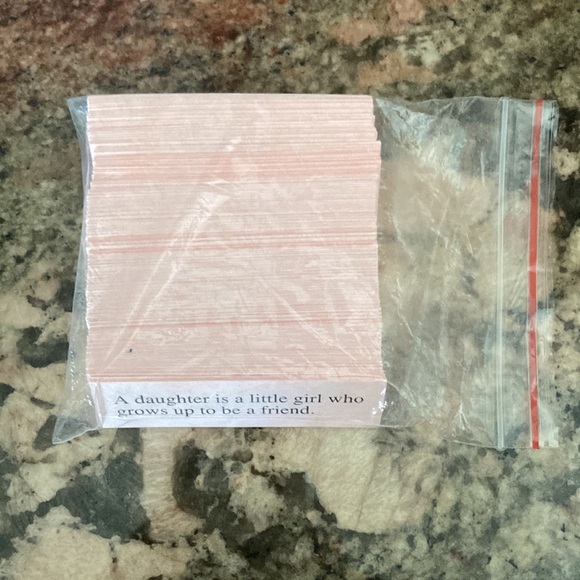 A daughter is a little girl who
grows up to be a friend.